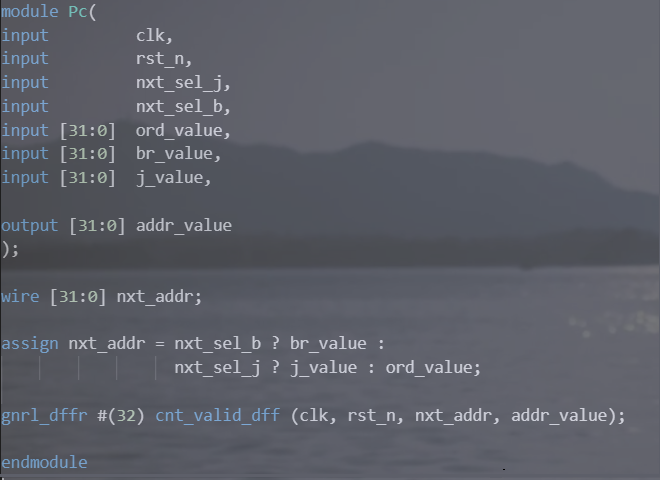 module Pc(
input         clk,
input         rst_n,
input         nxt_sel_j,
input         nxt_sel_b,
input [31:0]  ord_value,
input [31:0]  br_value,
input [31:0]  j_value,
output [31:0] addr_value
);
wire [31:0] nxt_addr;
assign nxt_addr = nxt_sel_b ? br_value :
                  nxt_sel_j ? j_value : ord_value;
gnrl_dffr #(32) cnt_valid_dff (clk, rst_n, nxt_addr, addr_value);
endmodule